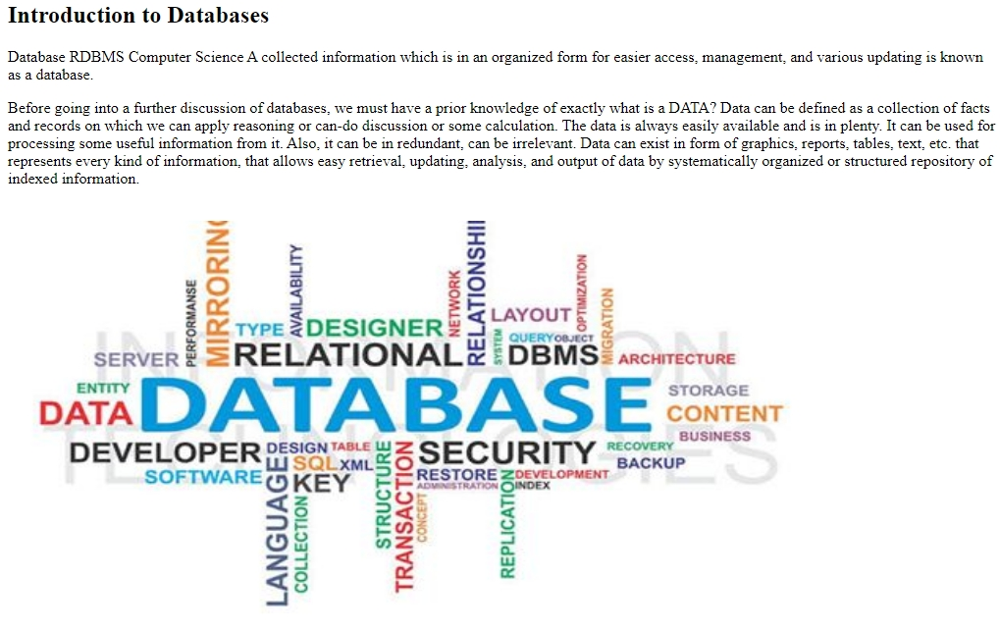 Introduction to Databases
Database RDBMS Computer Science A collected information which is in an organized form for easier access, management, and various updating is known
as a database.
Before going into a further discussion of databases, we must have a prior knowledge of exactly what is a DATA? Data can be defined as a collection of facts
and records on which we can apply reasoning or can-do discussion or some calculation. The data is always easily available and is in plenty. It can be used for
processing some useful information from it. Also, it can be in redundant, can be irrelevant. Data can exist in form of graphics, reports, tables, text, etc. that
represents every kind of information, that allows easy retrieval, updating, analysis, and output of data by systematically organized or structured repository of
indexed information.
PERFORMANSE
MIRRORING
AVAILABILITY
NETWORK
RELATIONSHI
OPTIMIZATION
MIGRATION
TYPE
DESIGNER
LAYOUT
SYSTEM
QUERY
OBJECT
SERVER
RELATIONAL
DBMS
ARCHITECTURE
INFORMATION
ENTITY
DATA
DATABASE
STORAGE
CONTENT
BUSINESS
TECHNOLOGIES
DEVELOPER
DESIGN
TABLE
SQL
XML
SECURITY
RECOVERY
BACKUP
SOFTWARE
KEY
RESTORE
DEVELOPMENT
ADMINISTRATION
INDEX
LANGUAGE
COLLECTION
STRUCTURE
TRANSACTION
CONCEPT
REPLICATION